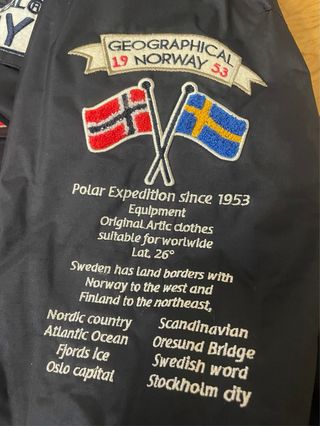 GEOGRAPHICAL
19 NORWAY 53
Polar Expedition since 1953
Equipment
Original Artic clothes
suitable for worlwide
Lat. 26°
Sweden has land borders with
Norway to the west and
Finland to the northeast,
Nordic country
Atlantic Ocean
Fjords Ice
Oslo capital
Scandinavian
Oresund Bridge
Swedish word
Stockholm city